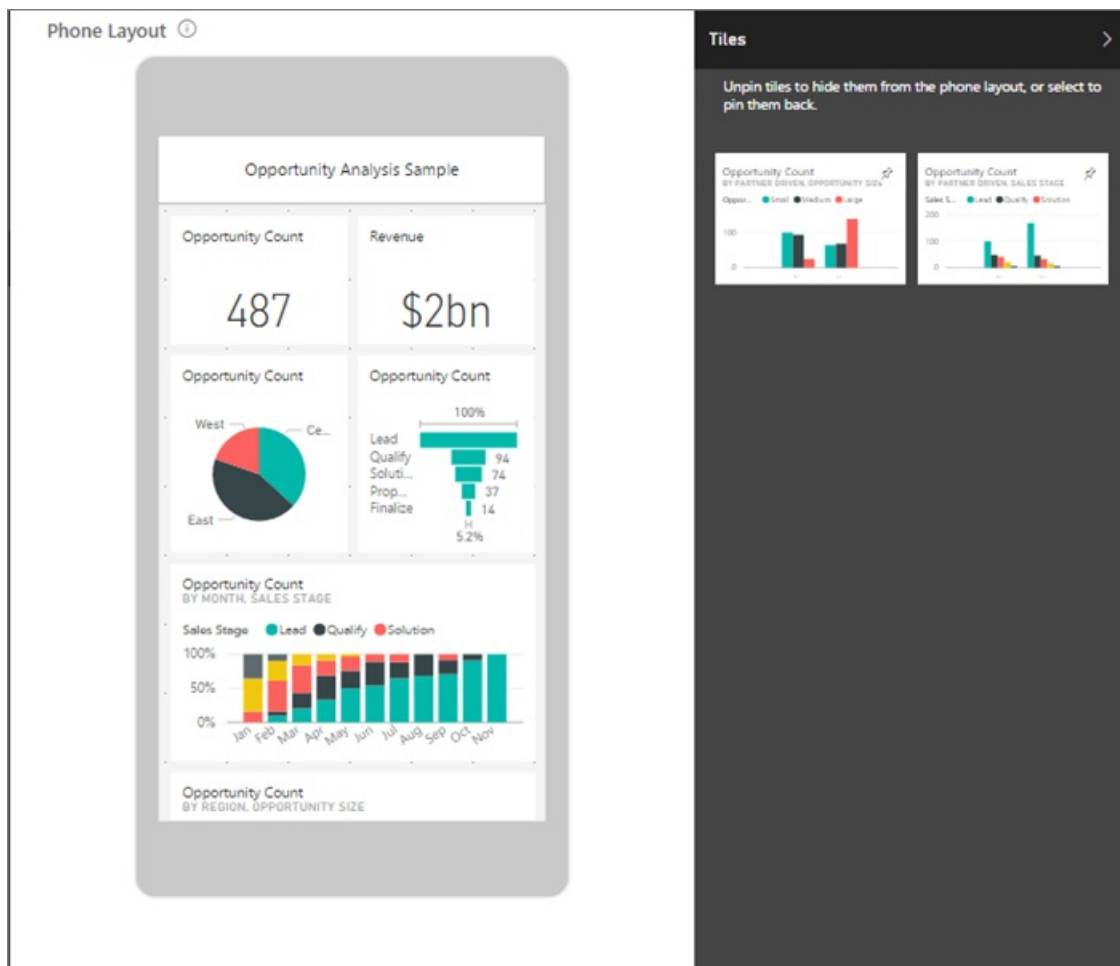 Phone Layout
Opportunity Analysis Sample
Opportunity Count
487
Revenue
$2bn
Opportunity Count
West
Ce...
East
Opportunity Count
100%
Lead
Qualify 94
Soluti... 74
Prop... 37
Finalize 14
5.2%
Opportunity Count
BY MONTH, SALES STAGE
Sales Stage Lead Qualify Solution
100%
50%
0%
Jan Feb Mar Apr May Jun Jul Aug Sep Oct Nov
Opportunity Count
BY REGION, OPPORTUNITY SIZE
Tiles
Unpin tiles to hide them from the phone layout, or select to
pin them back.
Opportunity Count
BY PARTNER DRIVEN, OPPORTUNITY SIZE
Oppor... Small Medium Large
100
0
Opportunity Count
BY PARTNER DRIVEN, SALES STAGE
Sales S... Lead Qualify Solution
200
100
0